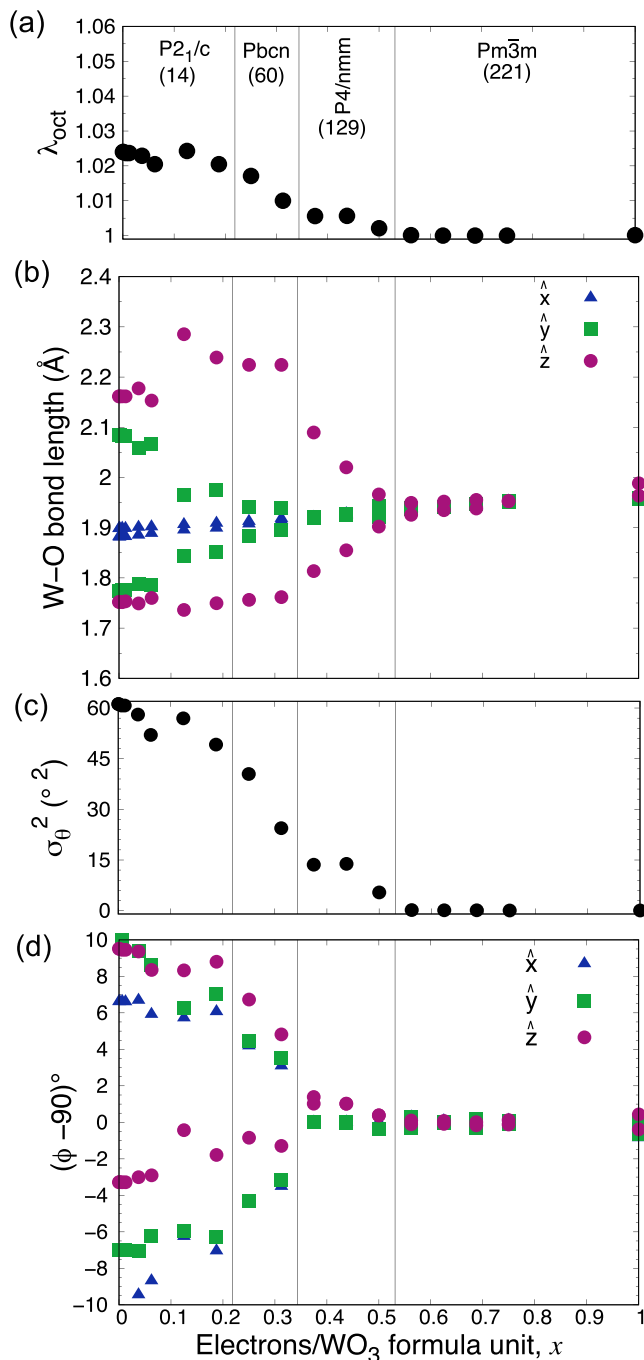 (a)
1.06
1.05
1.04
1.03
1.02
1.01
1
λoct
P2₁/c
(14)
Pbcn
(60)
P4/nmm
(129)
Pm3̅m
(221)
(b)
2.4
2.3
2.2
2.1
2
1.9
1.8
1.7
1.6
W−O bond length (Å)
x̂
ŷ
ẑ
(c)
60
45
30
15
0
σθ² (° ²)
(d)
10
8
6
4
2
0
-2
-4
-6
-8
-10
(ϕ −90)°
x̂
ŷ
ẑ
0 0.1 0.2 0.3 0.4 0.5 0.6 0.7 0.8 0.9 1
Electrons/WO₃ formula unit, x